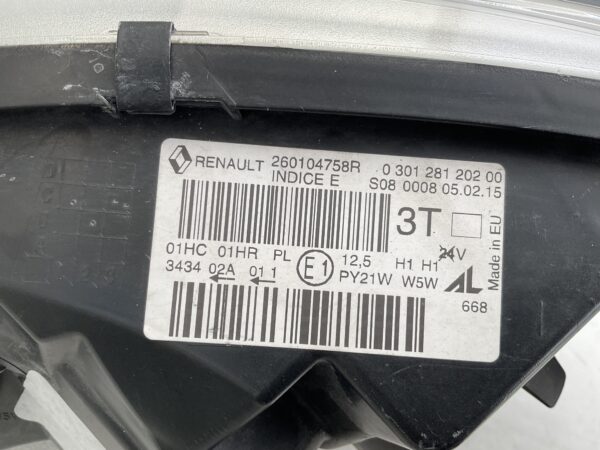 RENAULT 260104758R 0 301 281 202 00
INDICE E S08 0008 05.02.15
3T
Made in EU
01HC 01HR PL E1 12,5 H1 H1 24V
3434 02A 01 1 PY21W W5W AL
668